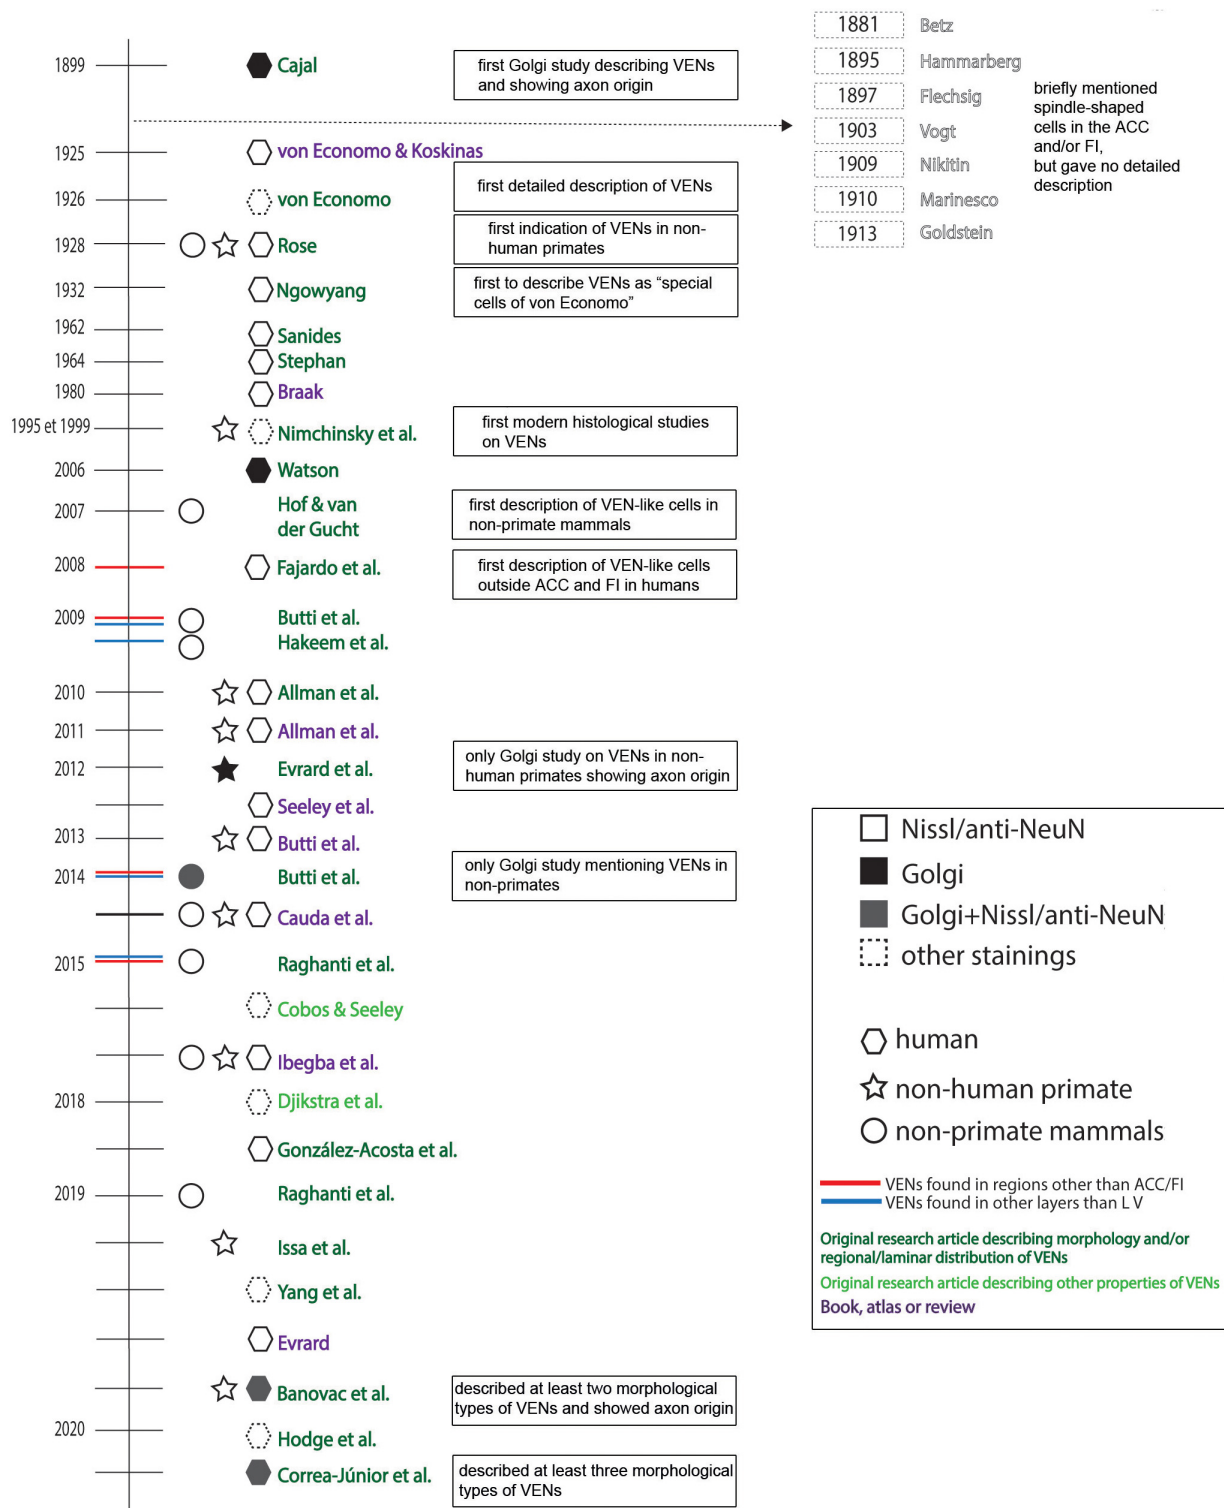 1881 Betz
1895 Hammarberg
1897 Flechsig
1903 Vogt
1909 Nikitin
1910 Marinesco
1913 Goldstein
briefly mentioned
spindle-shaped
cells in the ACC
and/or FI,
but gave no detailed
description
1899 Cajal
first Golgi study describing VENs
and showing axon origin
1925 von Economo & Koskinas
1926 von Economo
first detailed description of VENs
1928 Rose
first indication of VENs in non-
human primates
1932 Ngowyang
first to describe VENs as “special
cells of von Economo”
1962 Sanides
1964 Stephan
1980 Braak
1995 et 1999 Nimchinsky et al.
first modern histological studies
on VENs
2006 Watson
2007 Hof & van
der Gucht
first description of VEN-like cells in
non-primate mammals
2008 Fajardo et al.
first description of VEN-like cells
outside ACC and FI in humans
2009 Butti et al.
Hakeem et al.
2010 Allman et al.
2011 Allman et al.
2012 Evrard et al.
only Golgi study on VENs in non-
human primates showing axon origin
Seeley et al.
2013 Butti et al.
2014 Butti et al.
only Golgi study mentioning VENs in
non-primates
Cauda et al.
2015 Raghanti et al.
Cobos & Seeley
Ibegba et al.
2018 Djikstra et al.
González-Acosta et al.
2019 Raghanti et al.
Issa et al.
Yang et al.
Evrard
Banovac et al.
described at least two morphological
types of VENs and showed axon origin
2020 Hodge et al.
Correa-Júnior et al.
described at least three morphological
types of VENs
Nissl/anti-NeuN
Golgi
Golgi+Nissl/anti-NeuN
other stainings
human
non-human primate
non-primate mammals
VENs found in regions other than ACC/FI
VENs found in other layers than L V
Original research article describing morphology and/or
regional/laminar distribution of VENs
Original research article describing other properties of VENs
Book, atlas or review